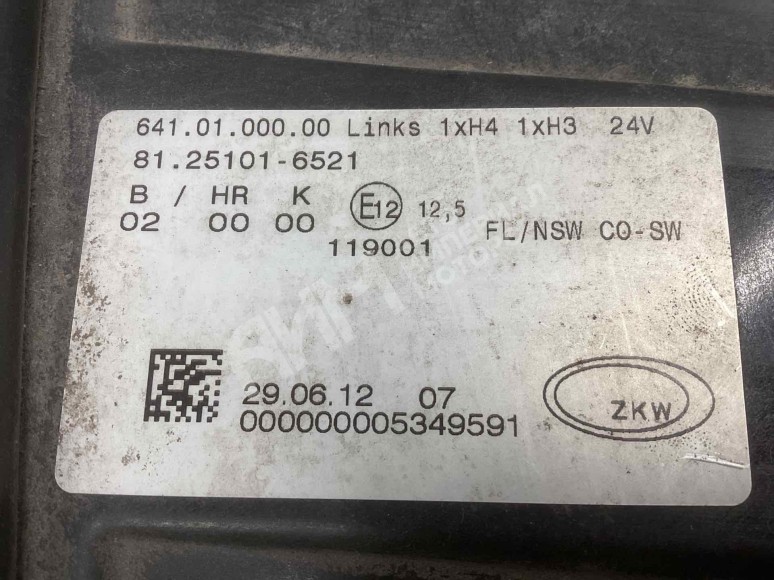 641.01.000.00 Links 1xH4 1xH3 24V
81.25101-6521
B / HR K
02 00 00 E12 12,5
119001 FL/NSW CO-SW
29.06.12 07
000000005349591
ZKW